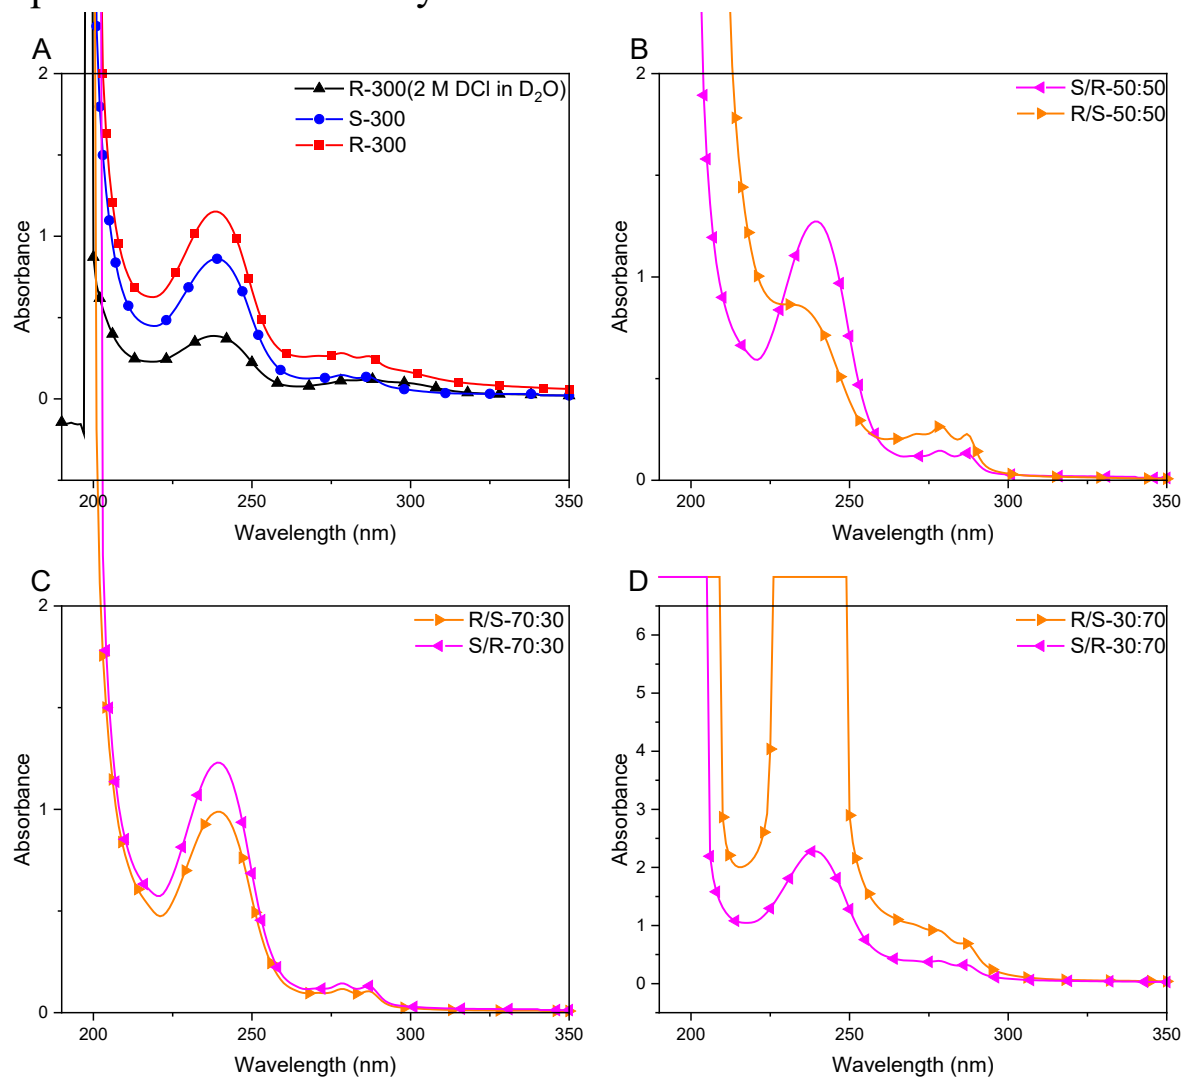 A
2
1
0
Absorbance
R-300(2 M DCl in D2O)
S-300
R-300
200
250
300
350
Wavelength (nm)
B
2
1
0
Absorbance
S/R-50:50
R/S-50:50
200
250
300
350
Wavelength (nm)
C
2
1
0
Absorbance
R/S-70:30
S/R-70:30
200
250
300
350
Wavelength (nm)
D
6
5
4
3
2
1
0
Absorbance
R/S-30:70
S/R-30:70
200
250
300
350
Wavelength (nm)